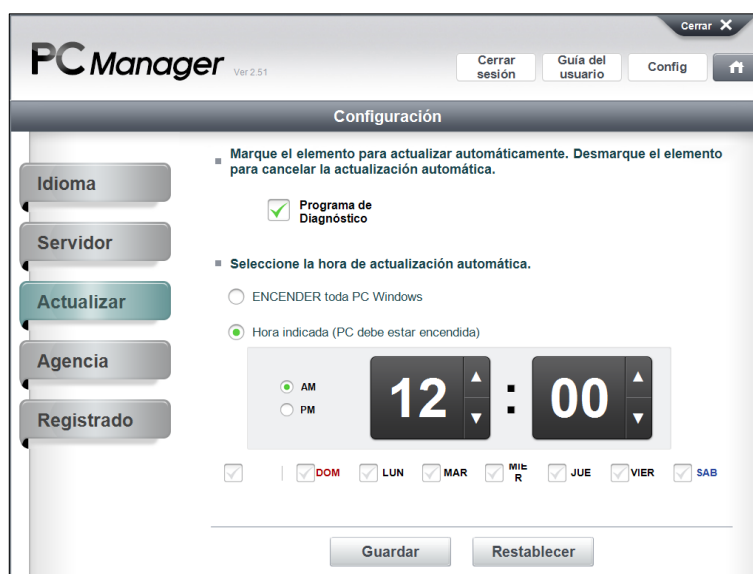 Cerrar X
PC Manager Ver 2.51
Cerrar sesión
Guía del usuario
Config
Configuración
Marque el elemento para actualizar automáticamente. Desmarque el elemento
para cancelar la actualización automática.
Programa de
Diagnóstico
Idioma
Servidor
Actualizar
Agencia
Registrado
Seleccione la hora de actualización automática.
ENCENDER toda PC Windows
Hora indicada (PC debe estar encendida)
AM
PM
12 : 00
DOM LUN MAR MIER JUE VIER SAB
Guardar Restablecer